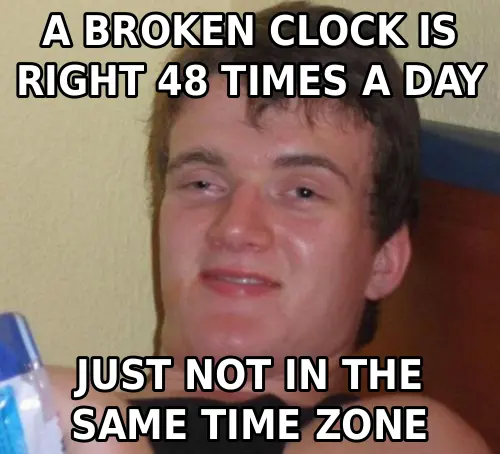 A BROKEN CLOCK IS
RIGHT 48 TIMES A DAY
JUST NOT IN THE
SAME TIME ZONE